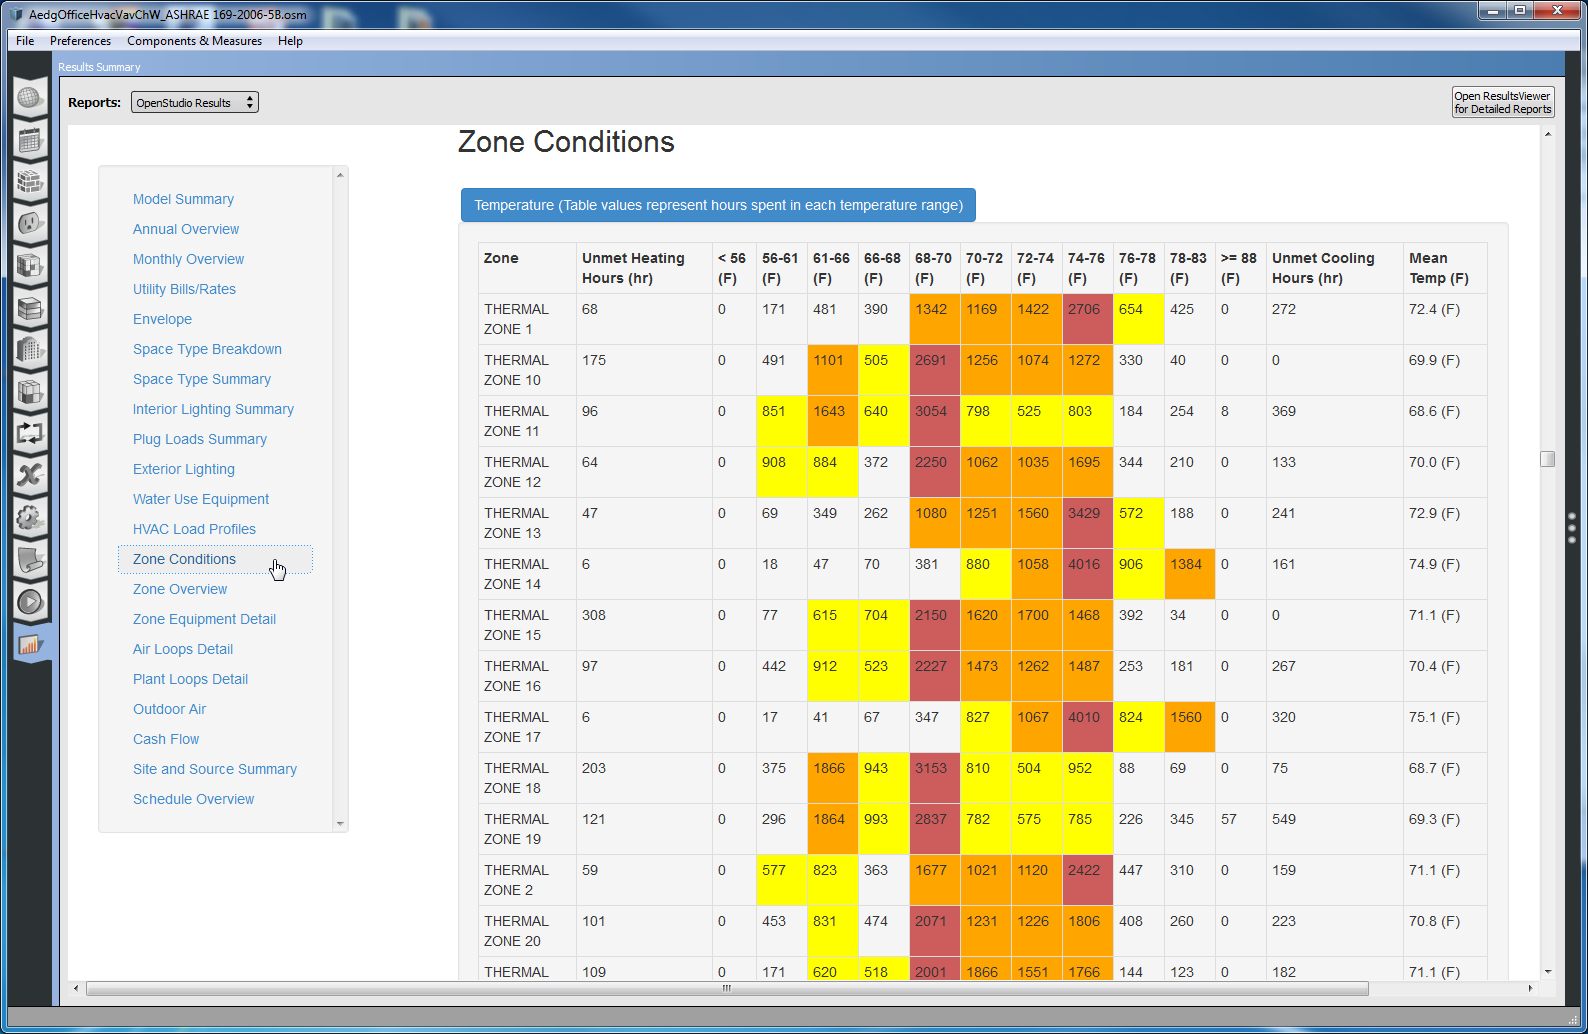 AedgOfficeHvacVavChW_ASHRAE 169-2006-5B.osm
File Preferences Components & Measures Help
Results Summary
Reports: OpenStudio Results
Open ResultsViewer
for Detailed Reports
Zone Conditions
Model Summary
Annual Overview
Monthly Overview
Utility Bills/Rates
Envelope
Space Type Breakdown
Space Type Summary
Interior Lighting Summary
Plug Loads Summary
Exterior Lighting
Water Use Equipment
HVAC Load Profiles
Zone Conditions
Zone Overview
Zone Equipment Detail
Air Loops Detail
Plant Loops Detail
Outdoor Air
Cash Flow
Site and Source Summary
Schedule Overview
Temperature (Table values represent hours spent in each temperature range)
Zone Unmet Heating < 56 56-61 61-66 66-68 68-70 70-72 72-74 74-76 76-78 78-83 >= 88 Unmet Cooling Mean
Hours (hr) (F) (F) (F) (F) (F) (F) (F) (F) (F) (F) (F) Hours (hr) Temp (F)
THERMAL 68 0 171 481 390 1342 1169 1422 2706 654 425 0 272 72.4 (F)
ZONE 1
THERMAL 175 0 491 1101 505 2691 1256 1074 1272 330 40 0 0 69.9 (F)
ZONE 10
THERMAL 96 0 851 1643 640 3054 798 525 803 184 254 8 369 68.6 (F)
ZONE 11
THERMAL 64 0 908 884 372 2250 1062 1035 1695 344 210 0 133 70.0 (F)
ZONE 12
THERMAL 47 0 69 349 262 1080 1251 1560 3429 572 188 0 241 72.9 (F)
ZONE 13
THERMAL 6 0 18 47 70 381 880 1058 4016 906 1384 0 161 74.9 (F)
ZONE 14
THERMAL 308 0 77 615 704 2150 1620 1700 1468 392 34 0 0 71.1 (F)
ZONE 15
THERMAL 97 0 442 912 523 2227 1473 1262 1487 253 181 0 267 70.4 (F)
ZONE 16
THERMAL 6 0 17 41 67 347 827 1067 4010 824 1560 0 320 75.1 (F)
ZONE 17
THERMAL 203 0 375 1866 943 3153 810 504 952 88 69 0 75 68.7 (F)
ZONE 18
THERMAL 121 0 296 1864 993 2837 782 575 785 226 345 57 549 69.3 (F)
ZONE 19
THERMAL 59 0 577 823 363 1677 1021 1120 2422 447 310 0 159 71.1 (F)
ZONE 2
THERMAL 101 0 453 831 474 2071 1231 1226 1806 408 260 0 223 70.8 (F)
ZONE 20
THERMAL 109 0 171 620 518 2001 1866 1551 1766 144 123 0 182 71.1 (F)